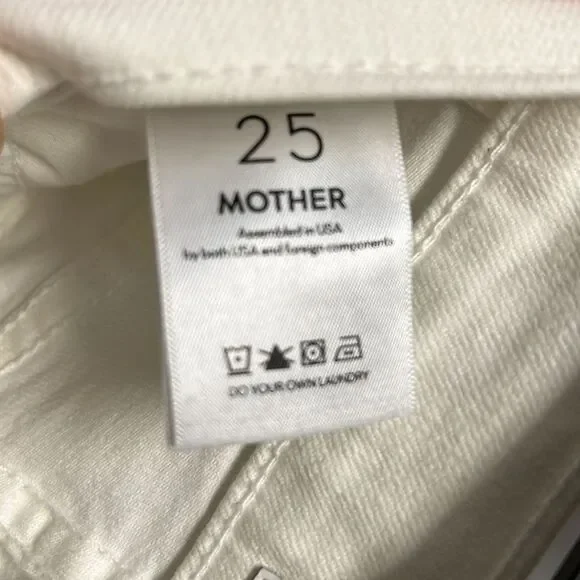 25
MOTHER
Assembled in USA
by both USA and foreign components
DO YOUR OWN LAUNDRY